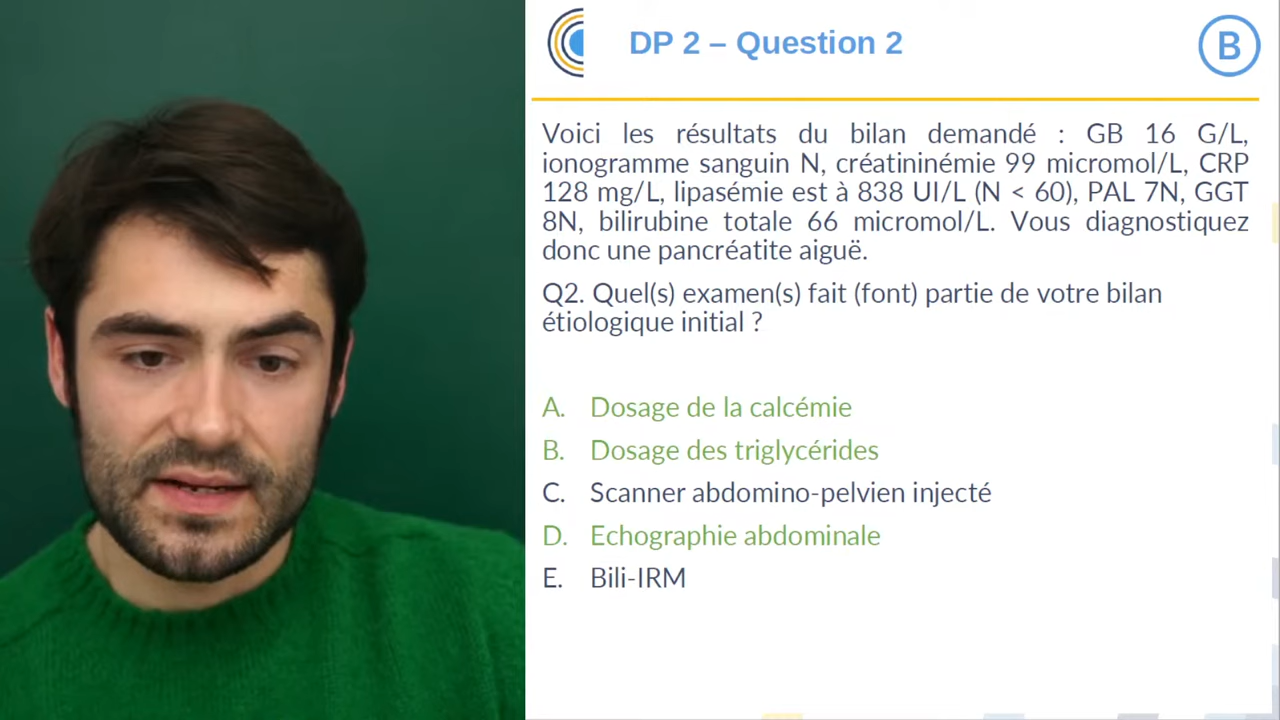 DP 2 – Question 2
B
Voici les résultats du bilan demandé : GB 16 G/L,
ionogramme sanguin N, créatininémie 99 micromol/L, CRP
128 mg/L, lipasémie est à 838 UI/L (N < 60), PAL 7N, GGT
8N, bilirubine totale 66 micromol/L. Vous diagnostiquez
donc une pancréatite aiguë.
Q2. Quel(s) examen(s) fait (font) partie de votre bilan
étiologique initial ?
A. Dosage de la calcémie
B. Dosage des triglycérides
C. Scanner abdomino-pelvien injecté
D. Echographie abdominale
E. Bili-IRM